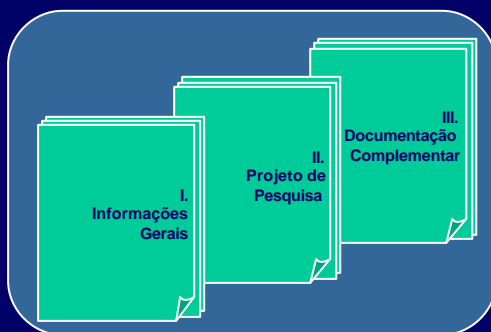 I.
Informações
Gerais
II.
Projeto de
Pesquisa
III.
Documentação
Complementar